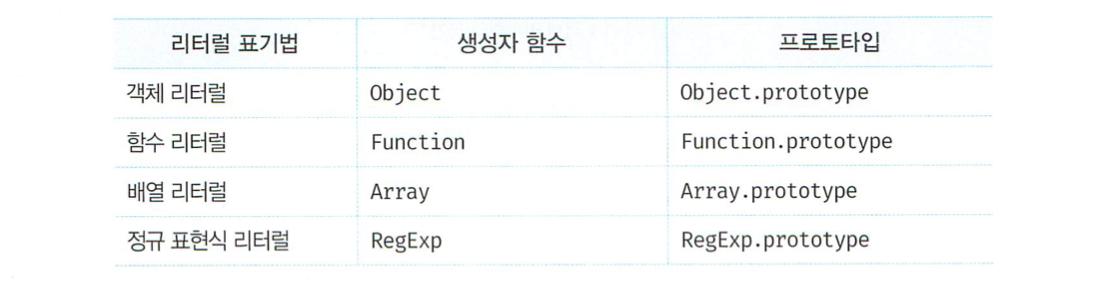 리터럴 표기법 생성자 함수 프로토타입
객체 리터럴 Object Object.prototype
함수 리터럴 Function Function.prototype
배열 리터럴 Array Array.prototype
정규 표현식 리터럴 RegExp RegExp.prototype